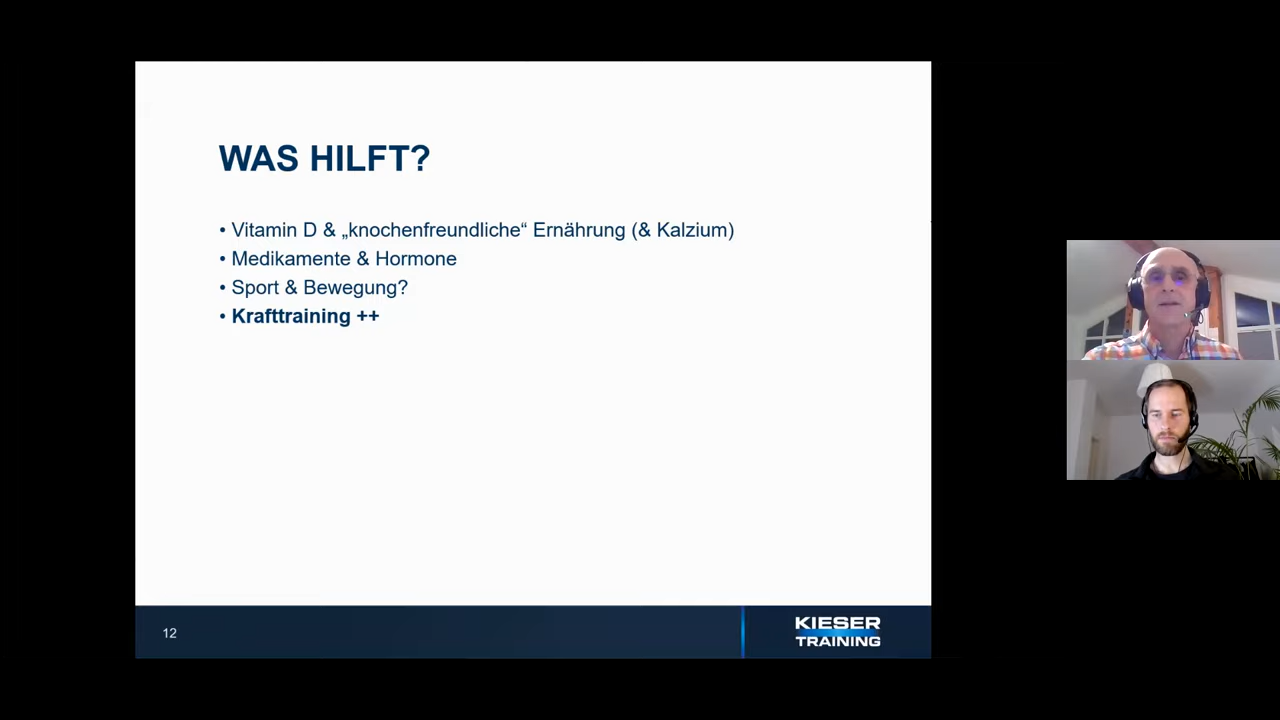 WAS HILFT?
• Vitamin D & „knochenfreundliche“ Ernährung (& Kalzium)
• Medikamente & Hormone
• Sport & Bewegung?
• Krafttraining ++
12
KIESER
TRAINING